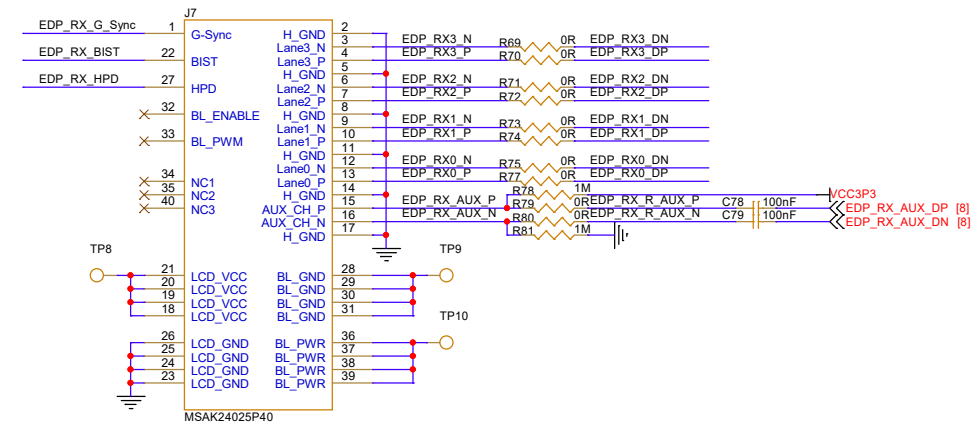 J7
EDP_RX_G_Sync 1 G-Sync H_GND 2
Lane3_N 3 EDP_RX3_N R69 0R EDP_RX3_DN
EDP_RX_BIST 22 BIST Lane3_P 4 EDP_RX3_P R70 0R EDP_RX3_DP
H_GND 5
EDP_RX_HPD 27 HPD Lane2_N 6 EDP_RX2_N R71 0R EDP_RX2_DN
Lane2_P 7 EDP_RX2_P R72 EDP_RX2_DP
32 BL_ENABLE H_GND 8
Lane1_N 9 EDP_RX1_N R73 0R EDP_RX1_DN
33 BL_PWM Lane1_P 10 EDP_RX1_P R74 0R EDP_RX1_DP
H_GND 11
Lane0_N 12 EDP_RX0_N R75 0R EDP_RX0_DN
34 NC1 Lane0_P 13 EDP_RX0_P R77 0R EDP_RX0_DP
35 NC2 H_GND 14 R78 1M VCC3P3
40 NC3 AUX_CH_P 15 EDP_RX_AUX_P R79 0R EDP_RX_R_AUX_P C78 100nF EDP_RX_AUX_DP [8]
AUX_CH_N 16 EDP_RX_AUX_N R80 0R EDP_RX_R_AUX_N C79 100nF EDP_RX_AUX_DN [8]
H_GND 17 R81 1M
TP8 TP9
21 LCD_VCC BL_GND 28
20 LCD_VCC BL_GND 29
19 LCD_VCC BL_GND 30
18 LCD_VCC BL_GND 31
TP10
26 LCD_GND BL_PWR 36
25 LCD_GND BL_PWR 37
24 LCD_GND BL_PWR 38
23 LCD_GND BL_PWR 39
MSAK24025P40